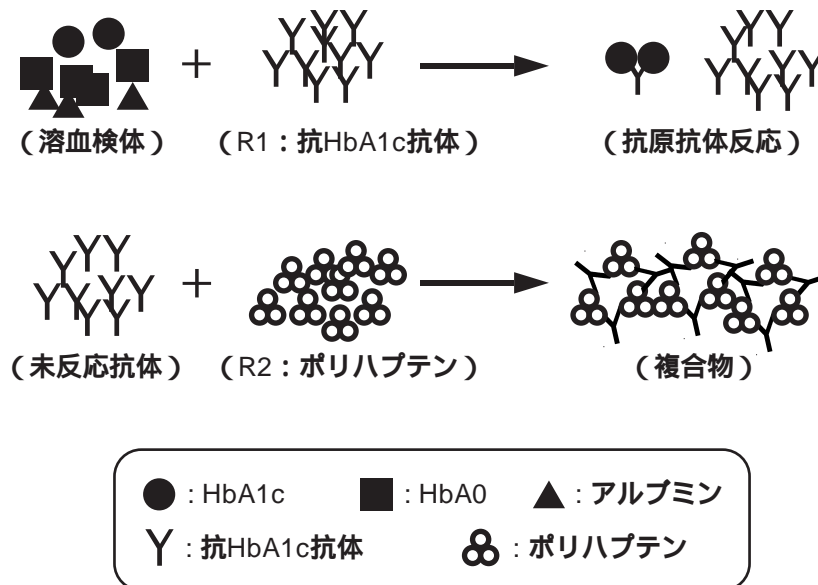 +
（溶血検体） （R1：抗HbA1c抗体） （抗原抗体反応）
+
（未反応抗体） （R2：ポリハプテン） （複合物）
: HbA1c : HbA0 : アルブミン
: 抗HbA1c抗体 : ポリハプテン